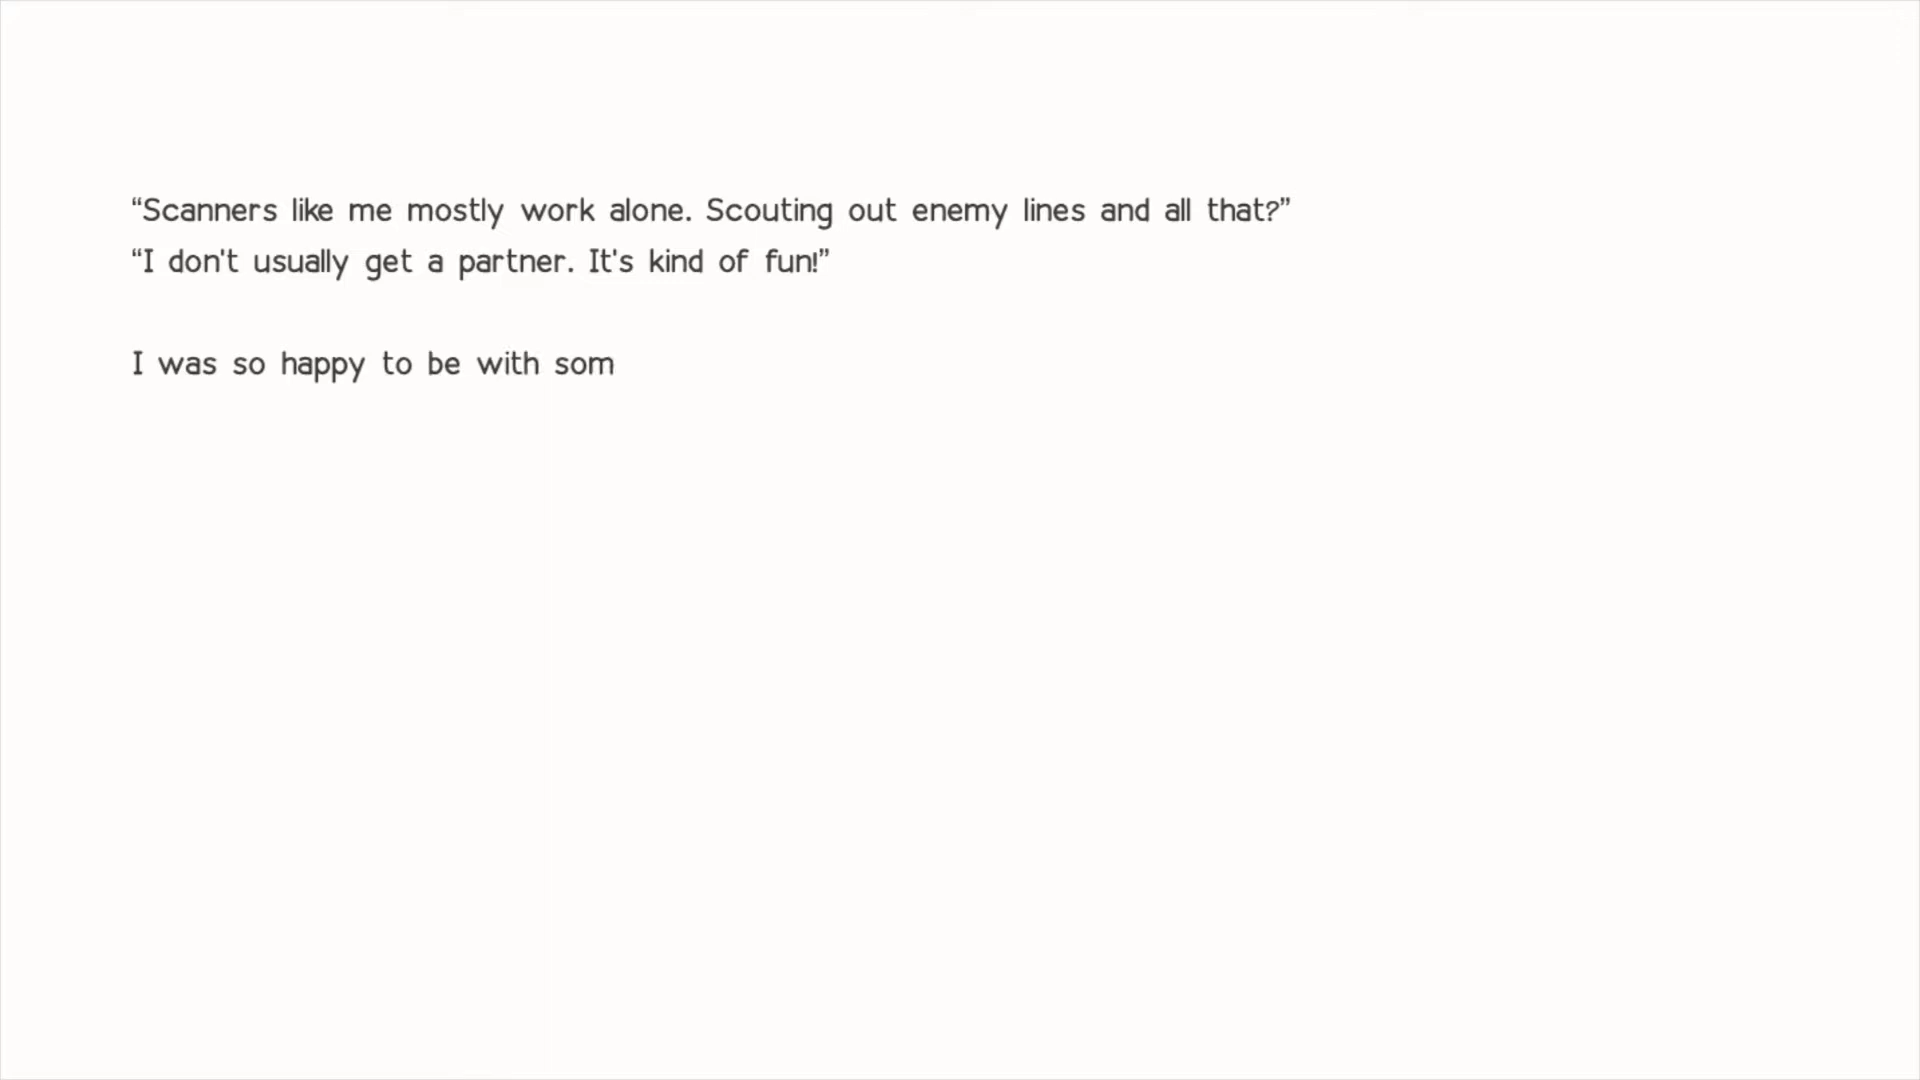 “Scanners like me mostly work alone. Scouting out enemy lines and all that?”
“I don't usually get a partner. It's kind of fun!”
I was so happy to be with som